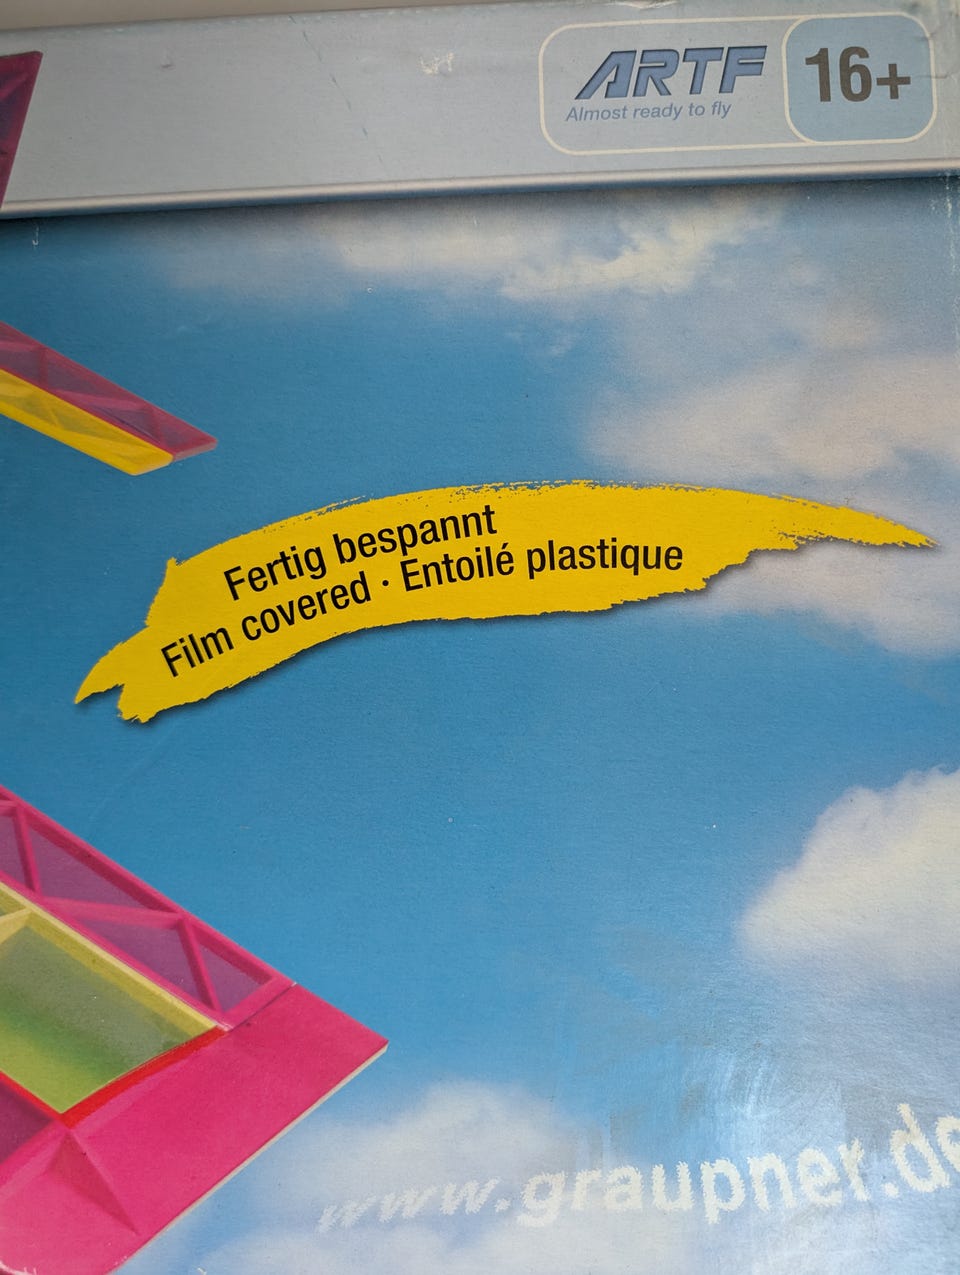 ARTF
Almost ready to fly
16+
Fertig bespannt
Film covered · Entoilé plastique
www.graupner.de